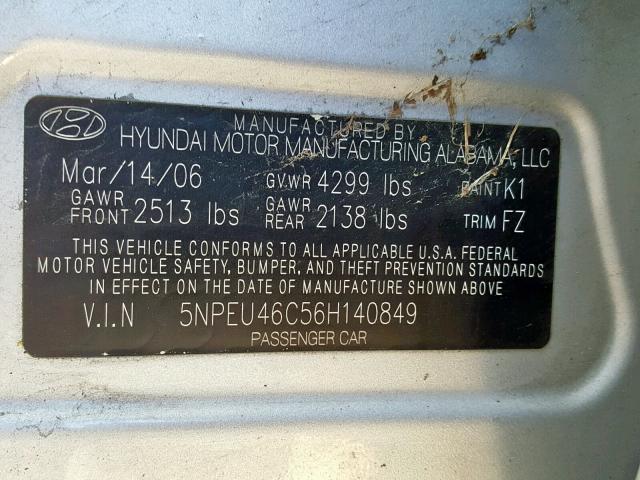 MANUFACTURED BY
HYUNDAI MOTOR MANUFACTURING ALABAMA, LLC
Mar/14/06 GVWR 4299 lbs PAINT K1
GAWR FRONT 2513 lbs GAWR REAR 2138 lbs TRIM FZ
THIS VEHICLE CONFORMS TO ALL APPLICABLE U.S.A. FEDERAL
MOTOR VEHICLE SAFETY, BUMPER, AND THEFT PREVENTION STANDARDS
IN EFFECT ON THE DATE OF MANUFACTURE SHOWN ABOVE.
V.I.N 5NPEU46C56H140849
PASSENGER CAR